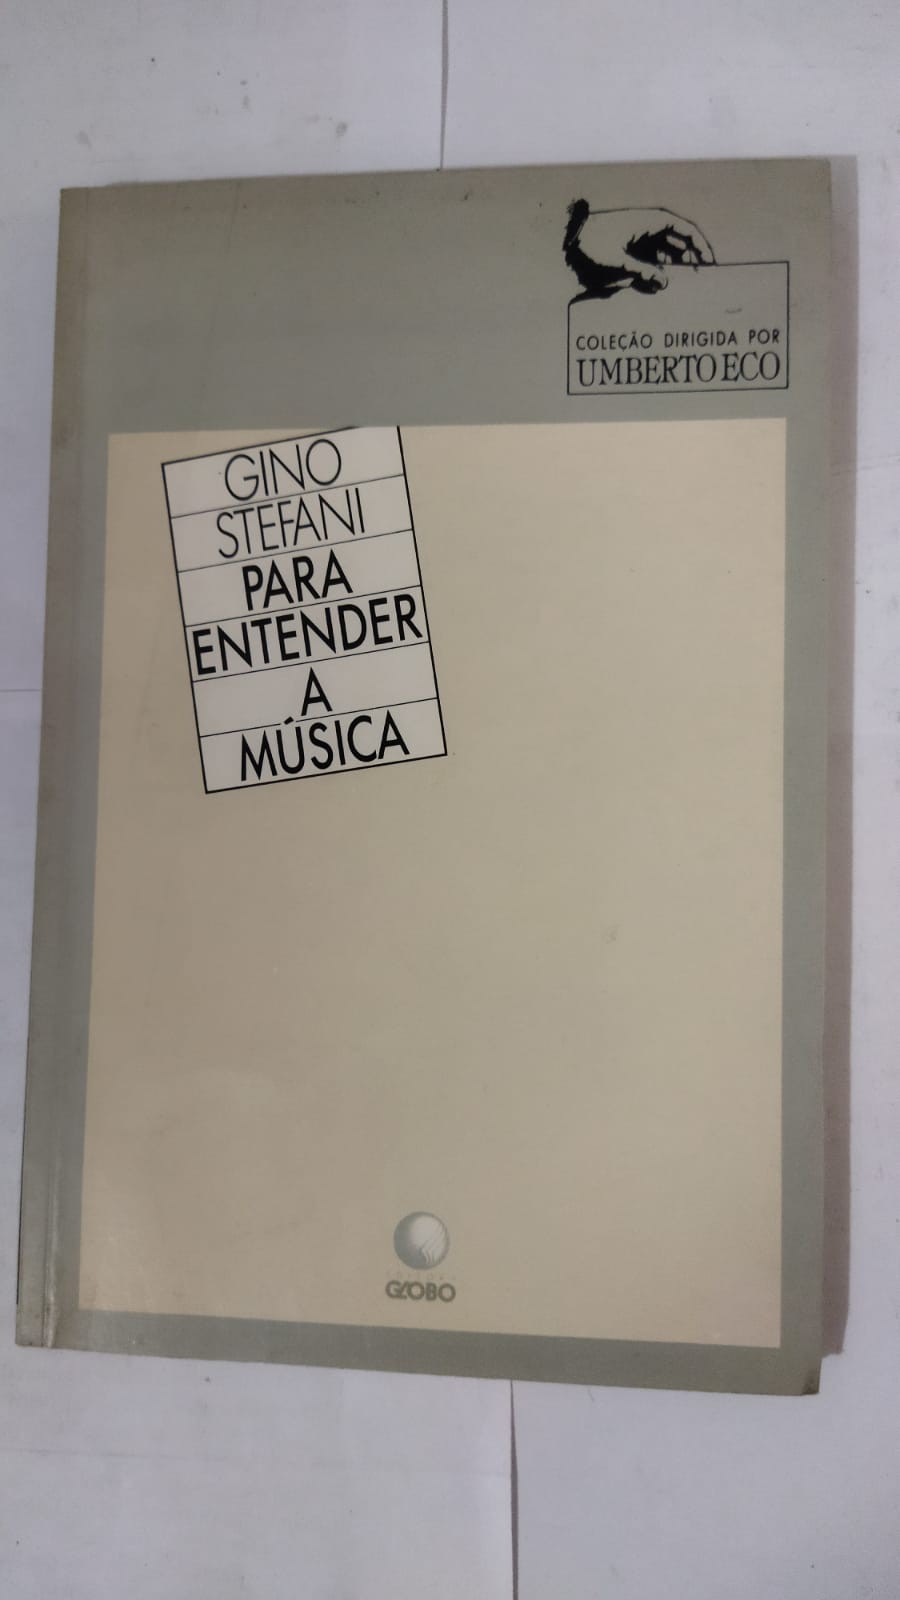 COLEÇÃO DIRIGIDA POR
UMBERTO ECO
GINO
STEFANI
PARA
ENTENDER
A
MÚSICA
GLOBO